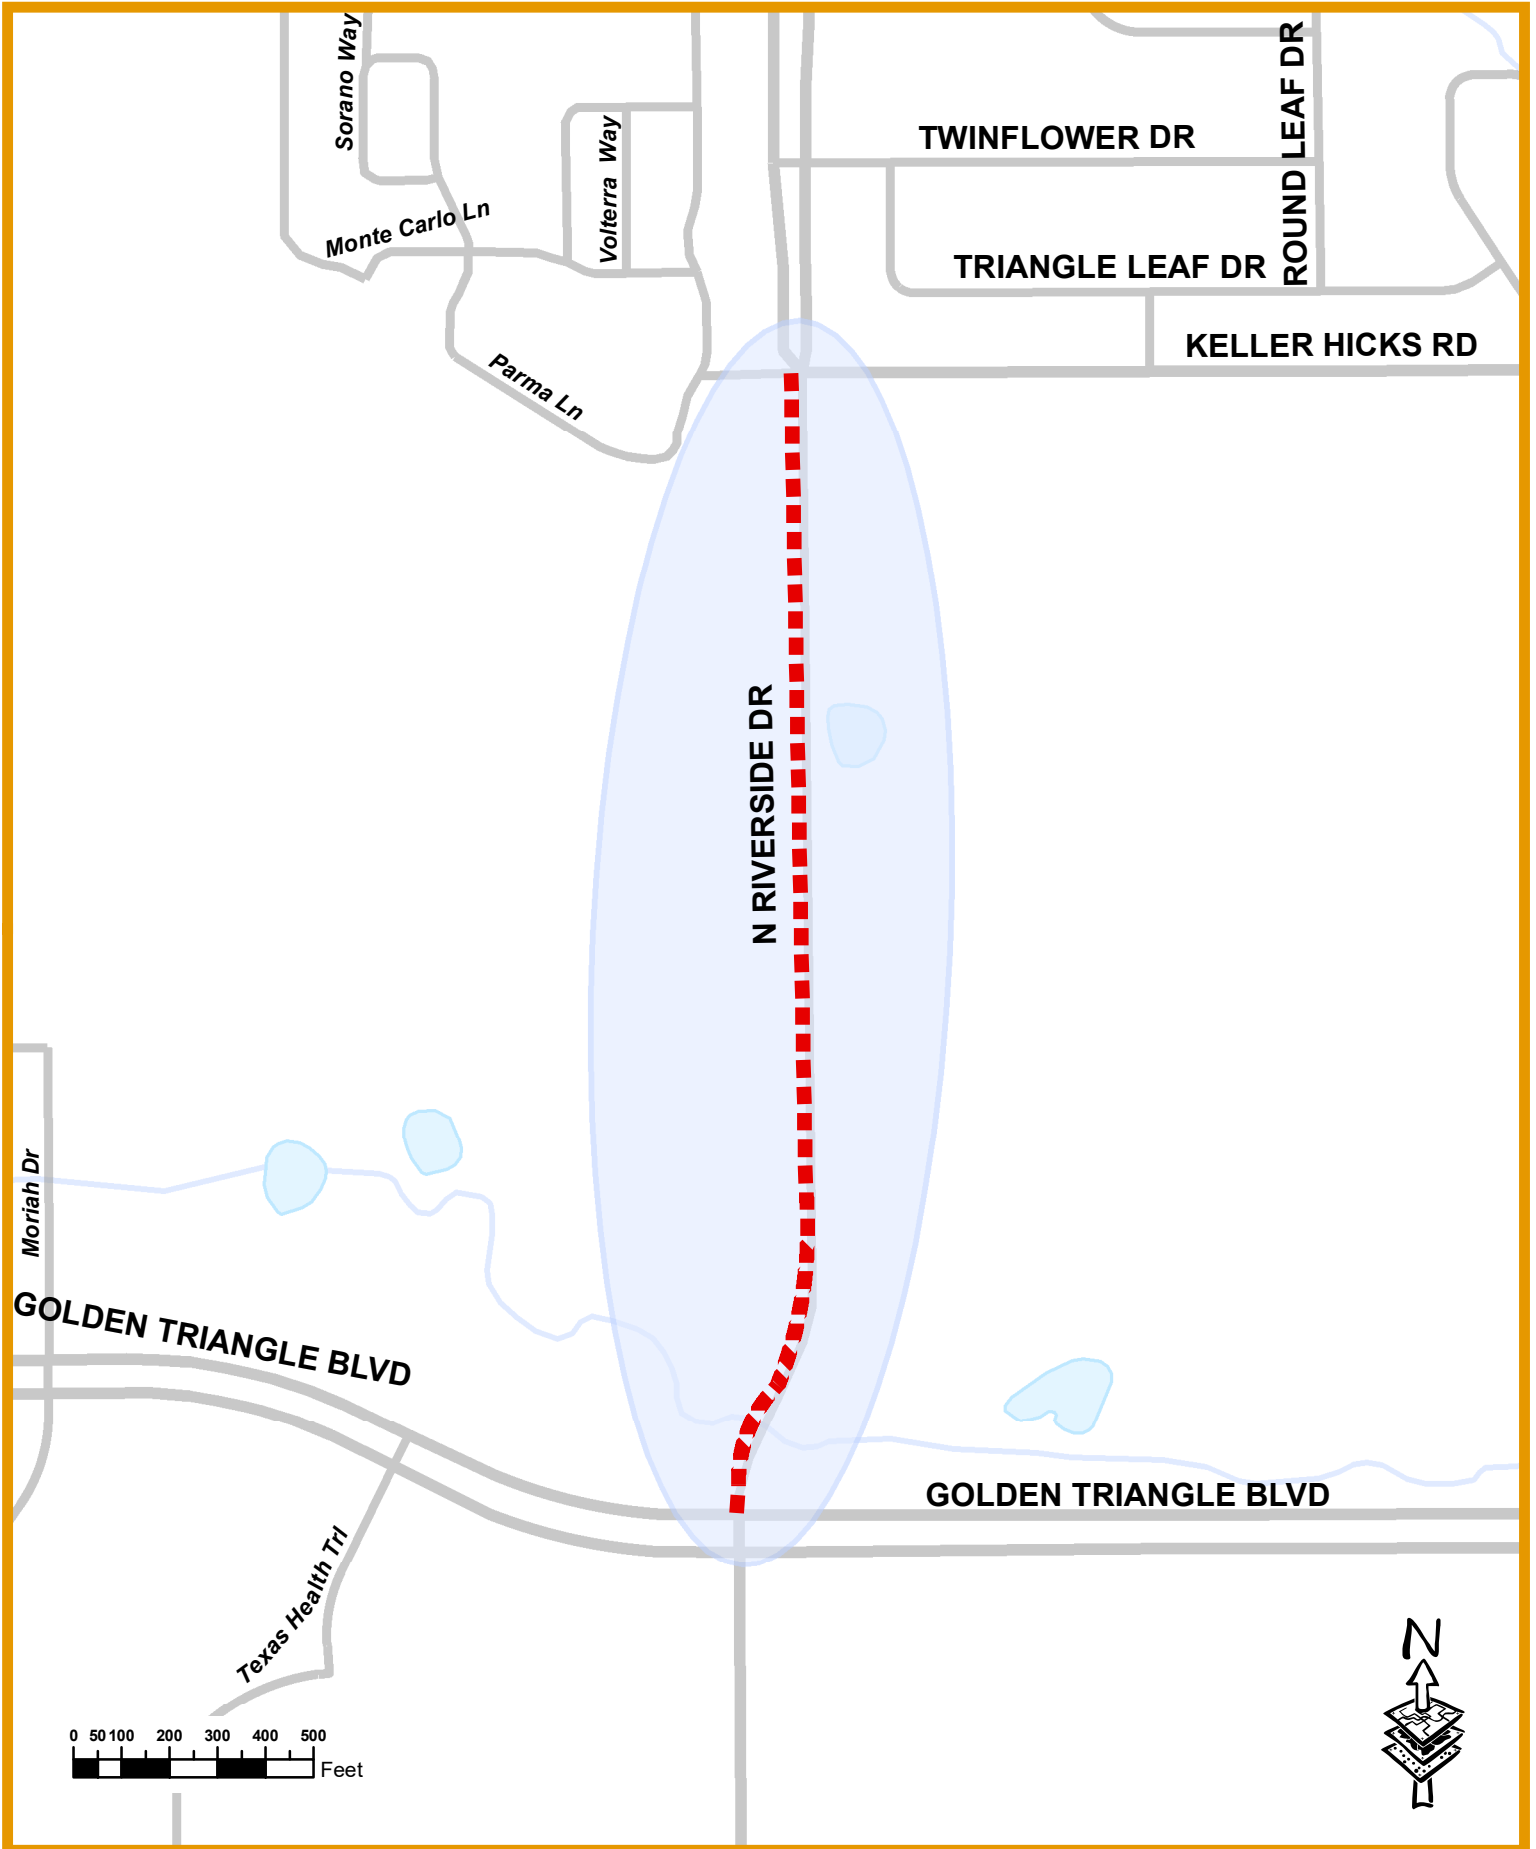 Sorano Way
ROUND LEAF DR
TWINFLOWER DR
Volterra Way
Monte Carlo Ln
TRIANGLE LEAF DR
KELLER HICKS RD
Parma Ln
N RIVERSIDE DR
Moriah Dr
GOLDEN TRIANGLE BLVD
GOLDEN TRIANGLE BLVD
Texas Health Trl
N
0 50 100 200 300 400 500
Feet